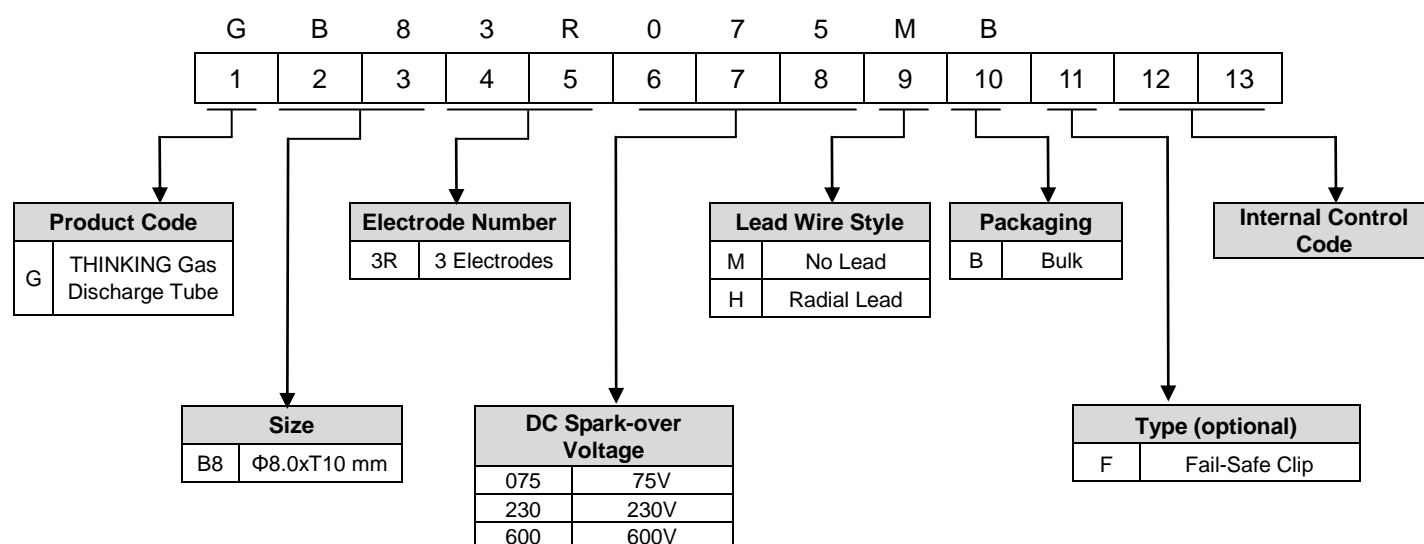 G B 8 3 R 0 7 5 M B
1 2 3 4 5 6 7 8 9 10 11 12 13
Product Code
G THINKING Gas
Discharge Tube
Electrode Number
3R 3 Electrodes
Lead Wire Style
M No Lead
H Radial Lead
Packaging
B Bulk
Internal Control
Code
Size
B8 Φ8.0xT10 mm
DC Spark-over
Voltage
075 75V
230 230V
600 600V
Type (optional)
F Fail-Safe Clip